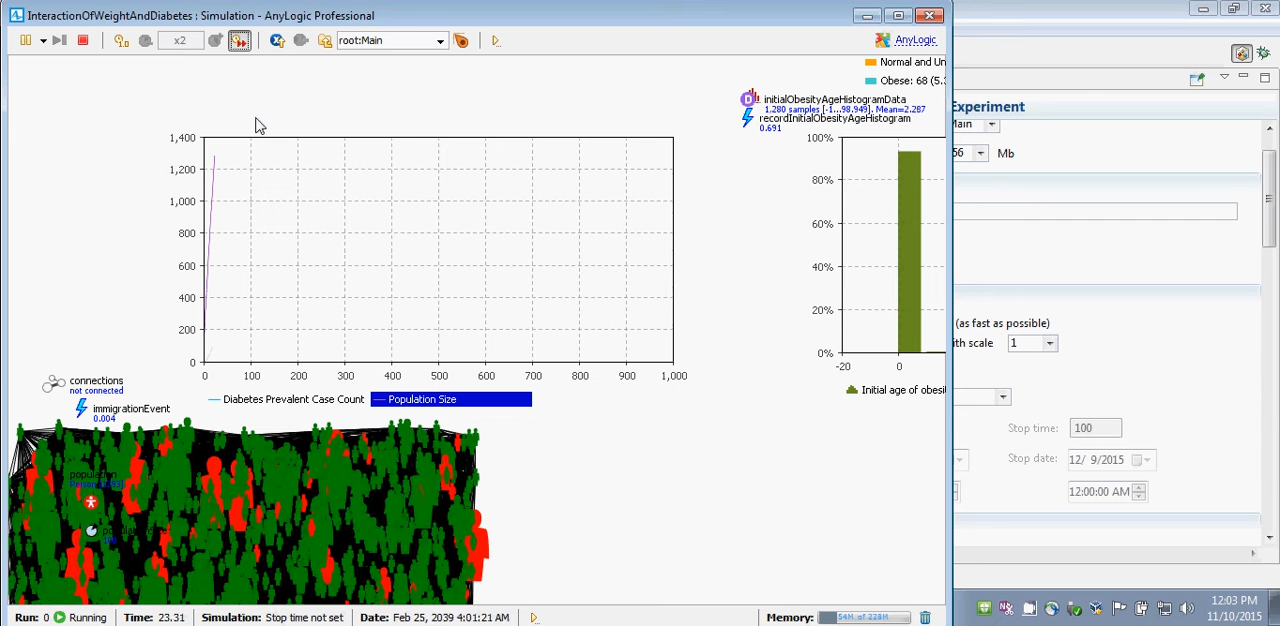 InteractionOfWeightAndDiabetes : Simulation - AnyLogic Professional
root:Main
AnyLogic
Normal and Un
Obese: 68 (5.3
initialObesityAgeHistogramData
1,280 samples [-1...98.949]. Mean=2.287
recordInitialObesityAgeHistogram
0.691
1,400
1,200
1,000
800
600
400
200
0
0 100 200 300 400 500 600 700 800 900 1,000
100%
80%
60%
40%
20%
0%
-20 0
Initial age of obesi
connections
not connected
immigrationEvent
0.004
Prevalent Case Count
Population Size
population
Run: 0 Running Time: 23.31 Simulation: Stop time not set Date: Feb 25, 2039 4:01:21 AM Memory: 54M of 228M
Experiment
Main
56 Mb
(as fast as possible)
ith scale 1
Stop time: 100
Stop date: 12/ 9/2015
12:00:00 AM
12:03 PM
11/10/2015